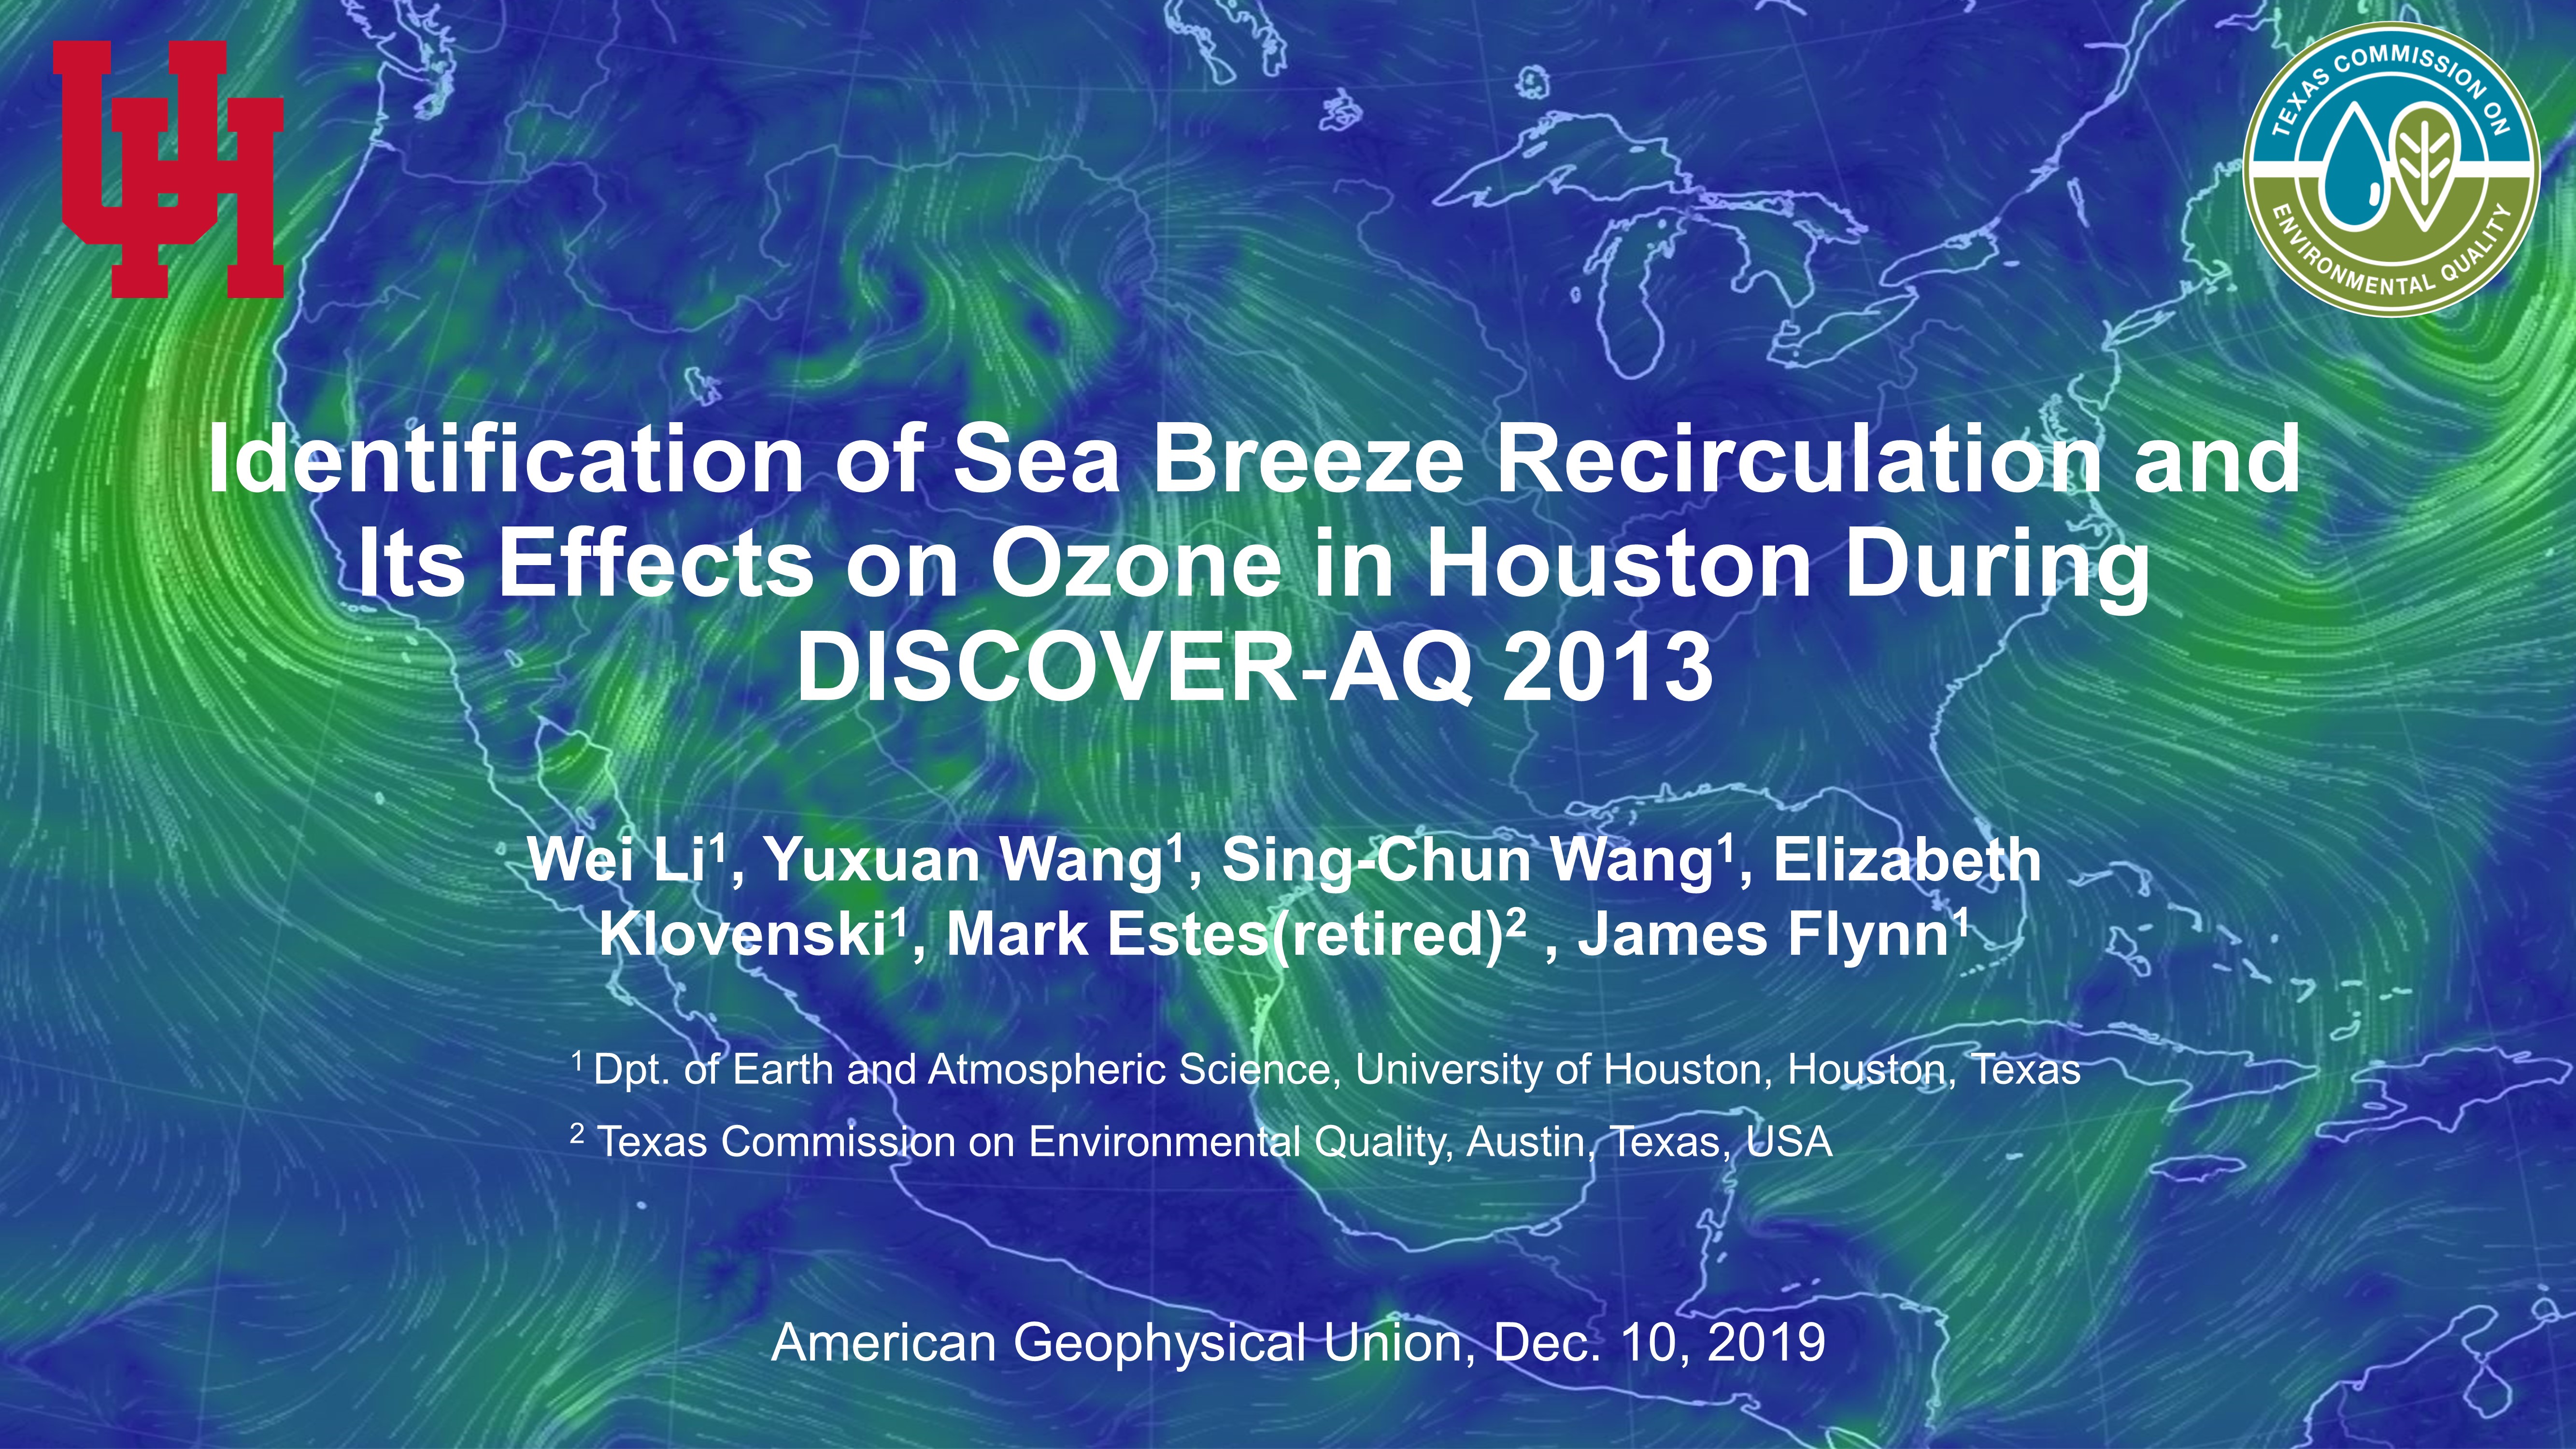 UH
TEXAS COMMISSION ON
ENVIRONMENTAL QUALITY
Identification of Sea Breeze Recirculation and
Its Effects on Ozone in Houston During
DISCOVER-AQ 2013
Wei Li¹, Yuxuan Wang¹, Sing-Chun Wang¹, Elizabeth
Klovenski¹, Mark Estes(retired)² , James Flynn¹
¹ Dpt. of Earth and Atmospheric Science, University of Houston, Houston, Texas
² Texas Commission on Environmental Quality, Austin, Texas, USA
American Geophysical Union, Dec. 10, 2019